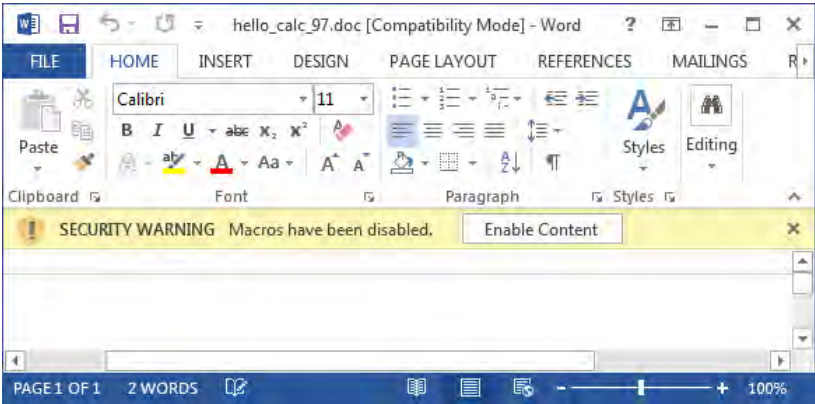 hello_calc_97.doc [Compatibility Mode] - Word ?
FILE HOME INSERT DESIGN PAGE LAYOUT REFERENCES MAILINGS R
Calibri 11
B I U abc X₂ X² 
Paste
A Aa A A
Styles Editing
Clipboard Font Paragraph Styles
SECURITY WARNING Macros have been disabled. Enable Content
PAGE 1 OF 1 2 WORDS 100%